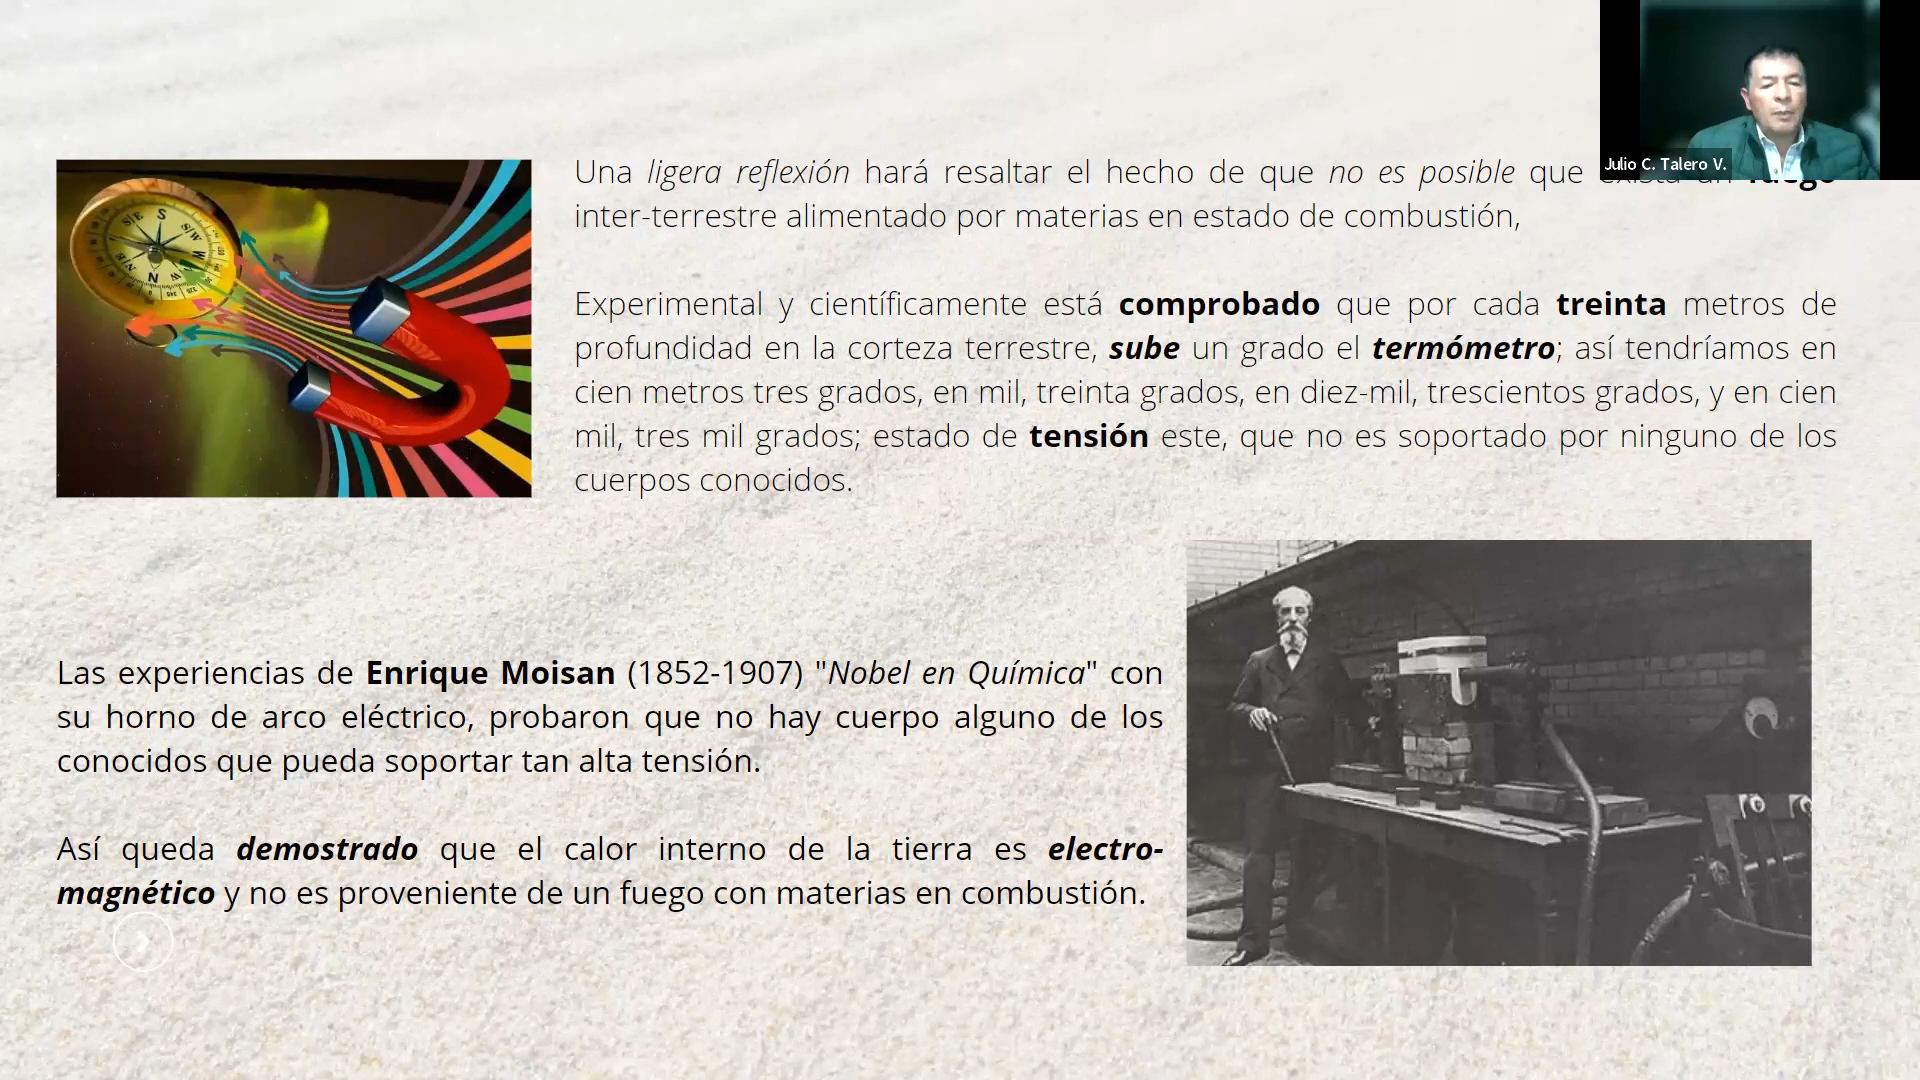 Julio C. Talero V.
Una ligera reflexión hará resaltar el hecho de que no es posible que
inter-terrestre alimentado por materias en estado de combustión,
Experimental y científicamente está comprobado que por cada treinta metros de
profundidad en la corteza terrestre, sube un grado el termómetro; así tendríamos en
cien metros tres grados, en mil, treinta grados, en diez-mil, trescientos grados, y en cien
mil, tres mil grados; estado de tensión este, que no es soportado por ninguno de los
cuerpos conocidos.
Las experiencias de Enrique Moisan (1852-1907) "Nobel en Química" con
su horno de arco eléctrico, probaron que no hay cuerpo alguno de los
conocidos que pueda soportar tan alta tensión.
Así queda demostrado que el calor interno de la tierra es electro-
magnético y no es proveniente de un fuego con materias en combustión.